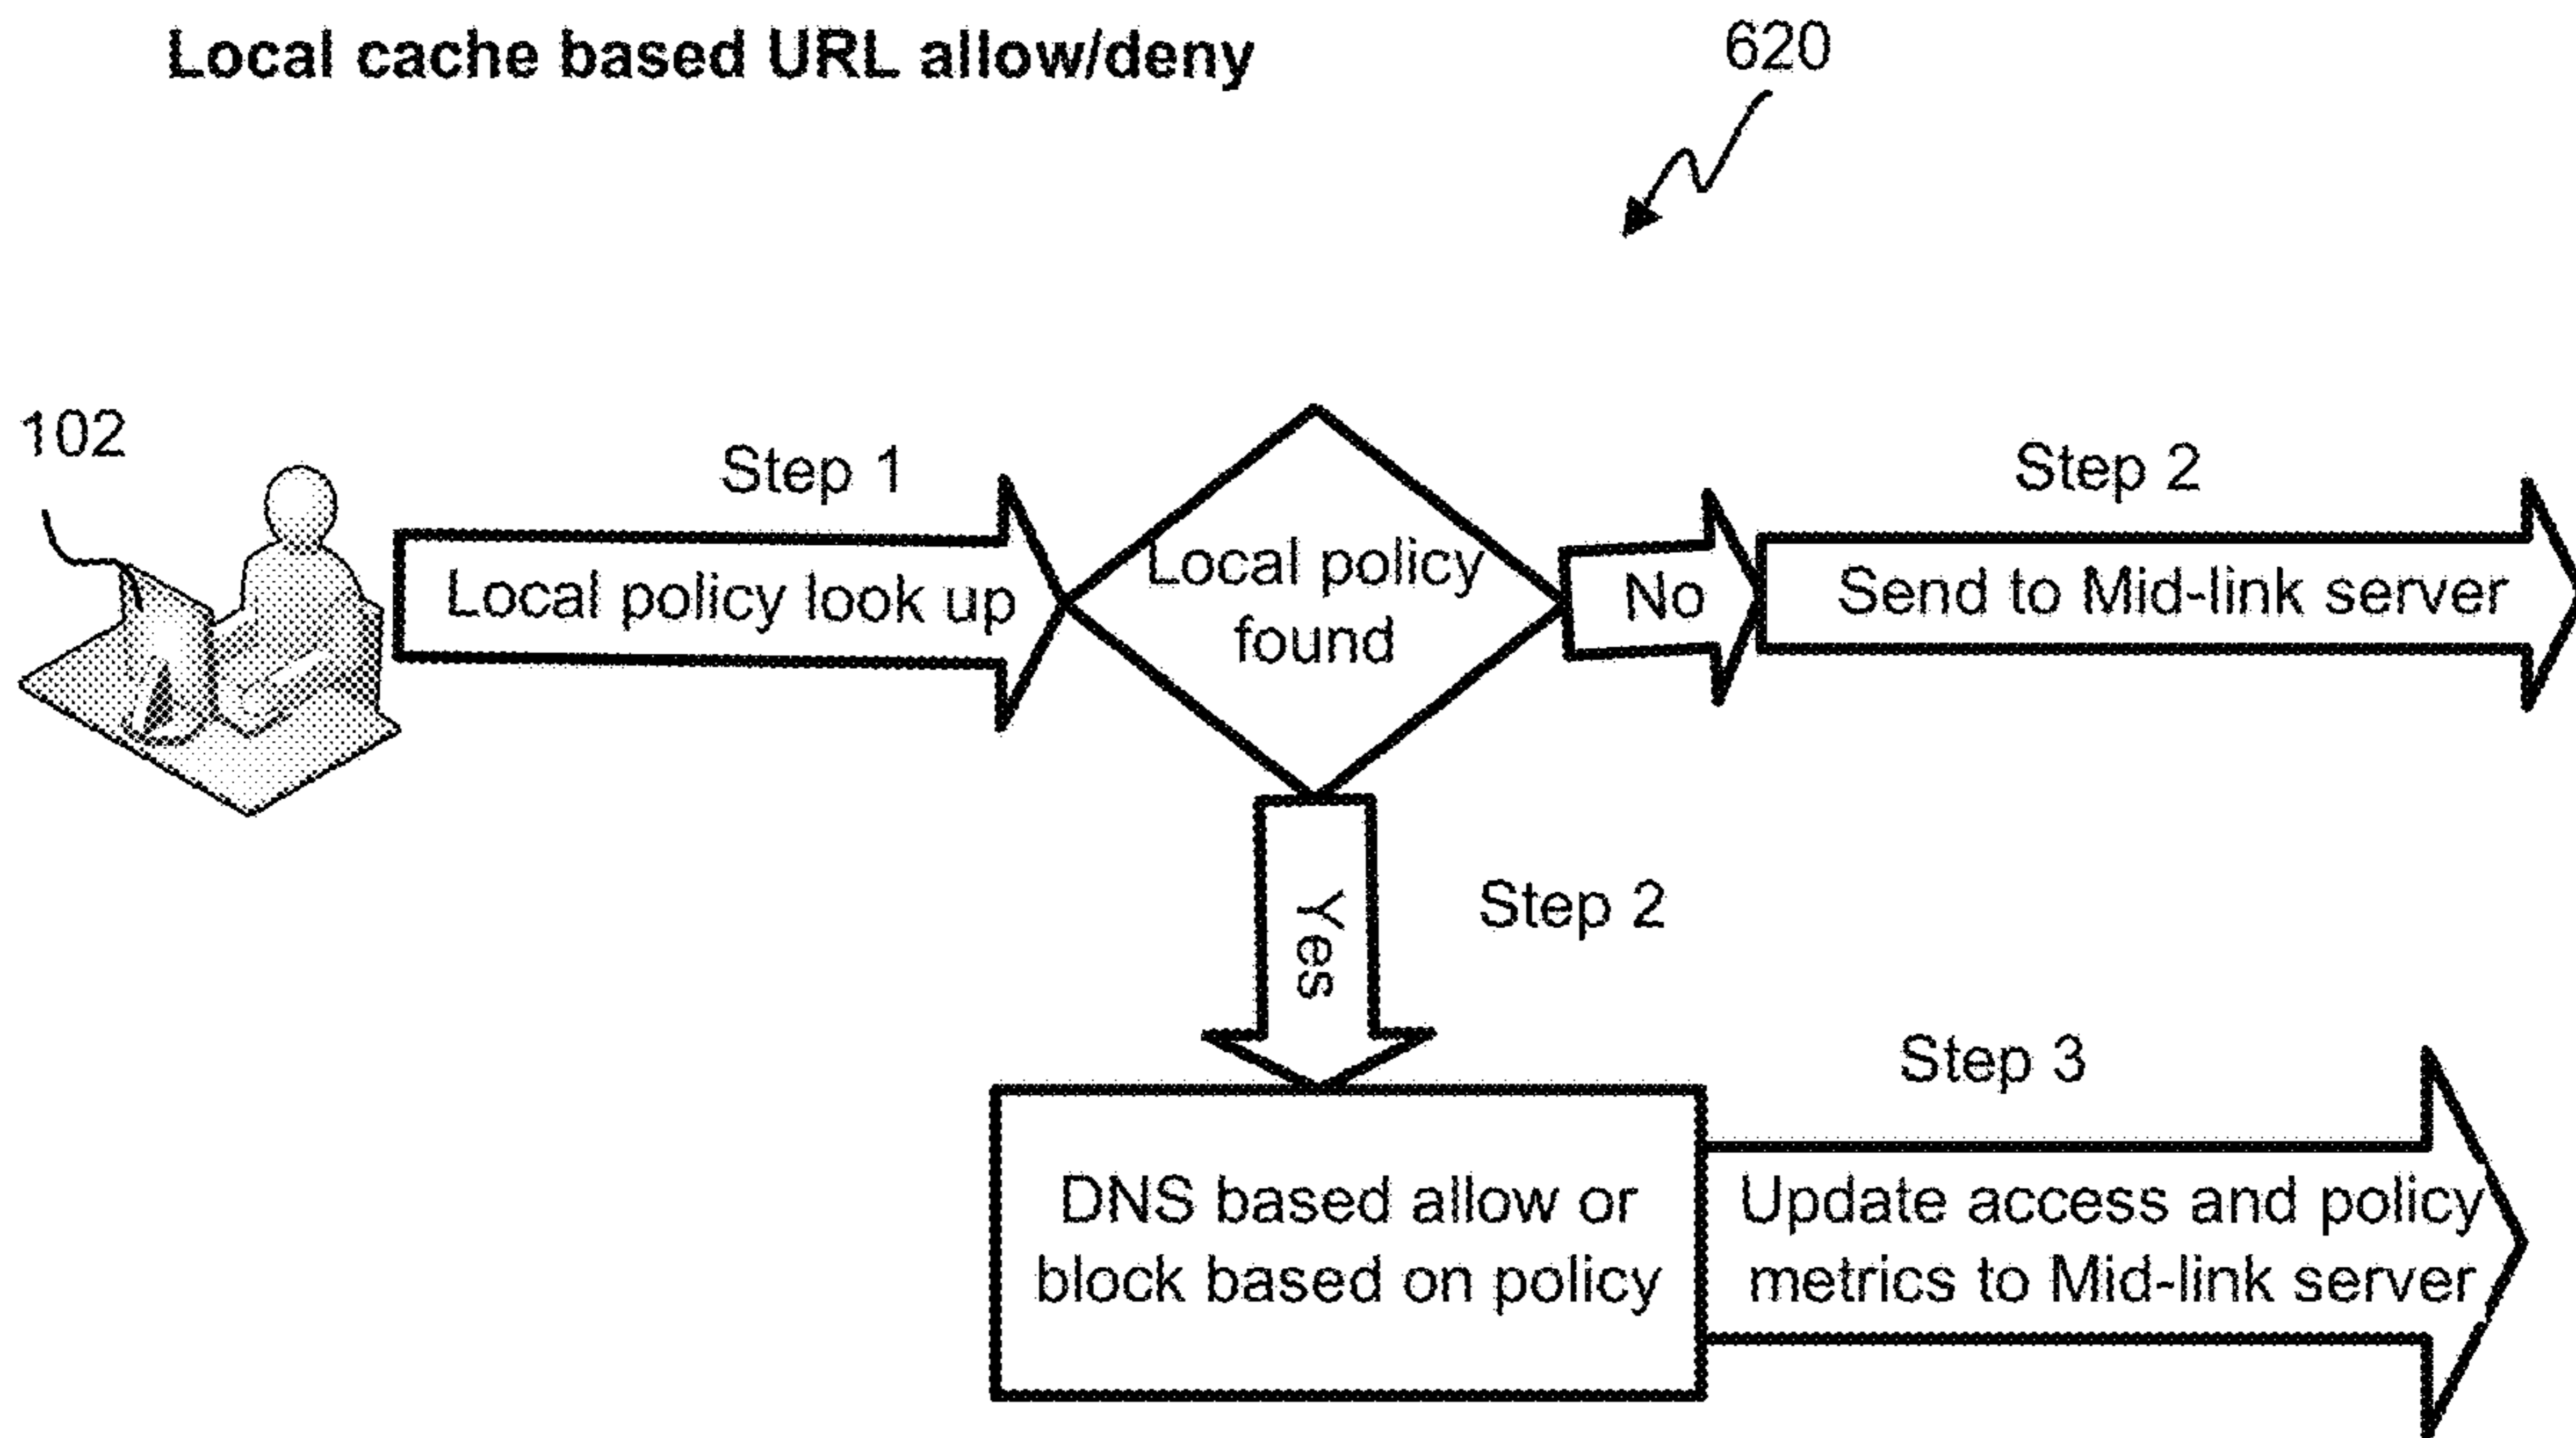 Local cache based URL allow/deny
620
102
Step 1
Local policy look up
Local policy
found
No
Step 2
Send to Mid-link server
Yes
Step 2
DNS based allow or
block based on policy
Step 3
Update access and policy
metrics to Mid-link server